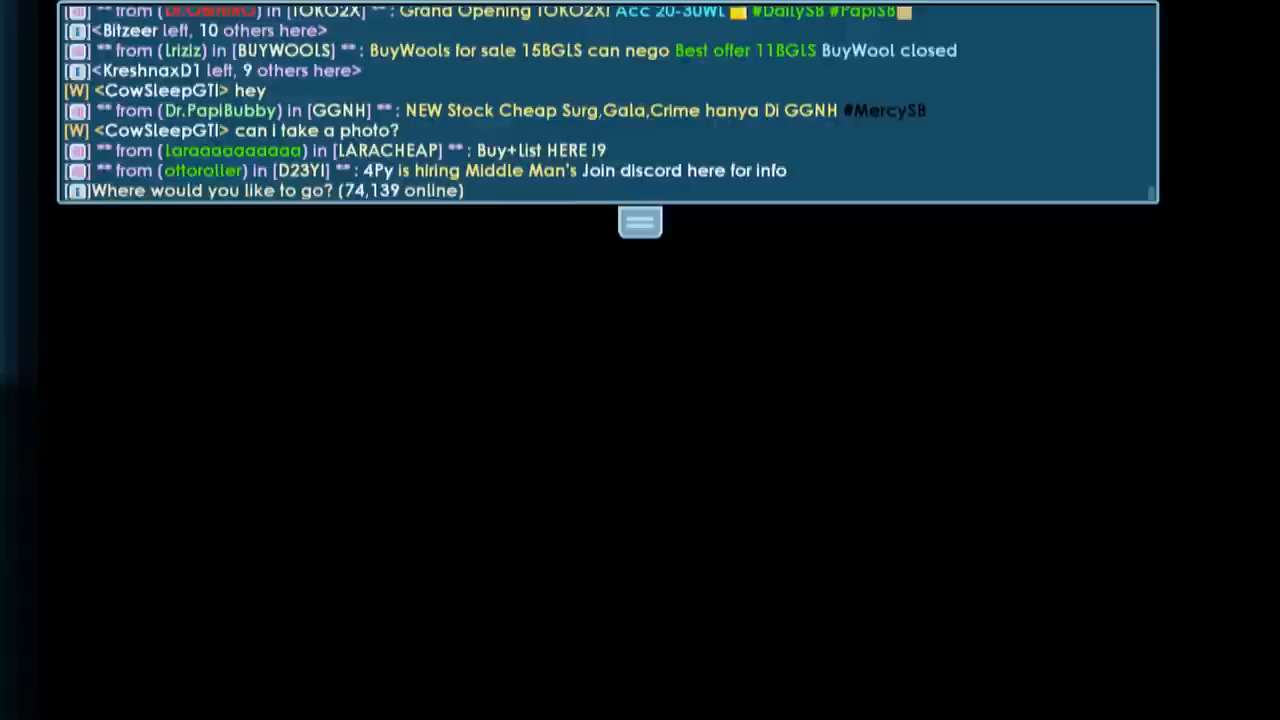 ** from (Dr.GeminiO) in [TOKO2X] ** : Grand Opening TOKO2X! Acc 20-30WL #DailySB #PapiSB
<Bitzeer left, 10 others here>
** from (Lriziz) in [BUYWOOLS] ** : BuyWools for sale 15BGLS can nego Best offer 11BGLS BuyWool closed
<KreshnaxD1 left, 9 others here>
[W] <CowSleepGTI> hey
** from (Dr.PapiBubby) in [GGNH] ** : NEW Stock Cheap Surg,Gala,Crime hanya Di GGNH #MercySB
[W] <CowSleepGTI> can i take a photo?
** from (Laraaaaaaaaaa) in [LARACHEAP] ** : Buy+List HERE !9
** from (ottoroller) in [D23YI] ** : 4Py is hiring Middle Man's Join discord here for info
Where would you like to go? (74,139 online)